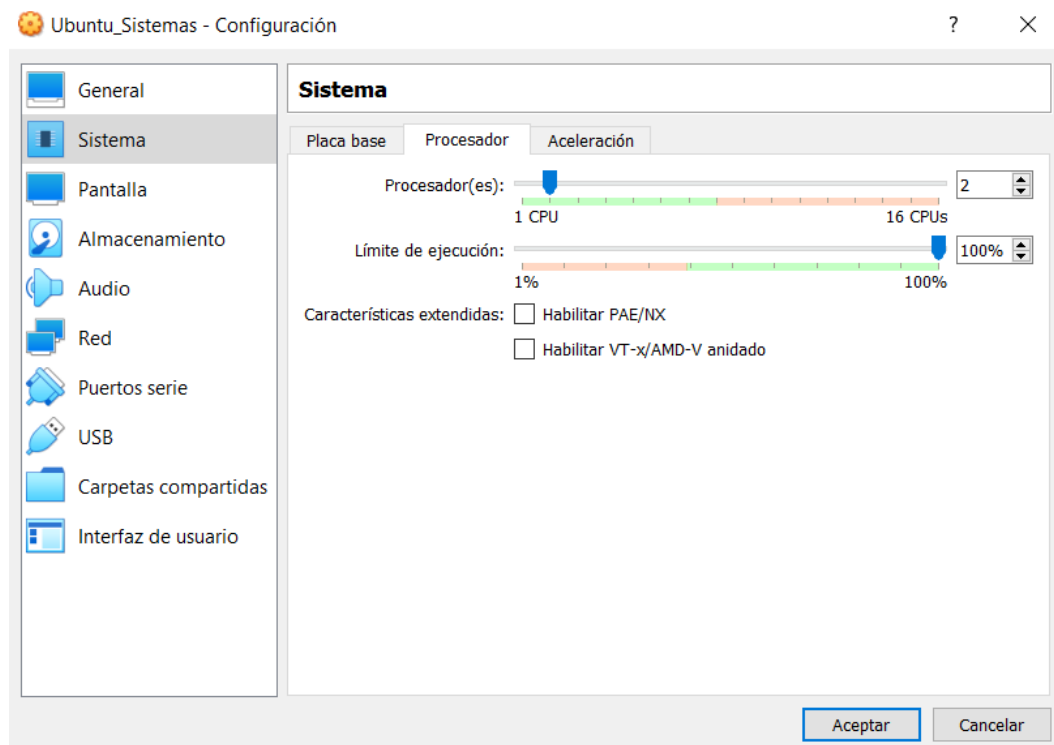 Ubuntu_Sistemas - Configuración
?
General
Sistema
Pantalla
Almacenamiento
Audio
Red
Puertos serie
USB
Carpetas compartidas
Interfaz de usuario
Sistema
Placa base Procesador Aceleración
Procesador(es): 2
1 CPU 16 CPUs
Límite de ejecución: 100%
1% 100%
Características extendidas: Habilitar PAE/NX
Habilitar VT-x/AMD-V anidado
Aceptar Cancelar